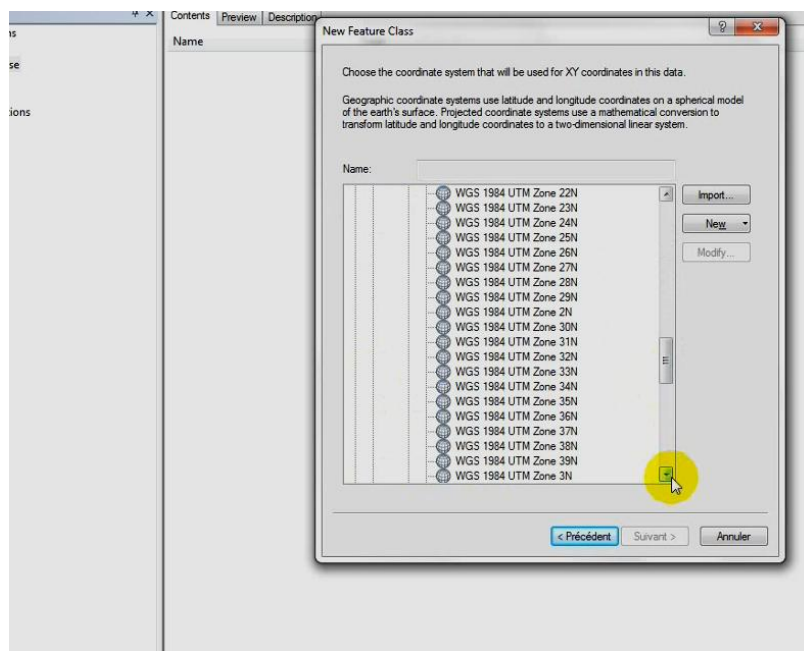 Contents Preview Description
Name
ns
se
tions
New Feature Class
Choose the coordinate system that will be used for XY coordinates in this data.
Geographic coordinate systems use latitude and longitude coordinates on a spherical model
of the earth's surface. Projected coordinate systems use a mathematical conversion to
transform latitude and longitude coordinates to a two-dimensional linear system.
Name:
WGS 1984 UTM Zone 22N
WGS 1984 UTM Zone 23N
WGS 1984 UTM Zone 24N
WGS 1984 UTM Zone 25N
WGS 1984 UTM Zone 26N
WGS 1984 UTM Zone 27N
WGS 1984 UTM Zone 28N
WGS 1984 UTM Zone 29N
WGS 1984 UTM Zone 2N
WGS 1984 UTM Zone 30N
WGS 1984 UTM Zone 31N
WGS 1984 UTM Zone 32N
WGS 1984 UTM Zone 33N
WGS 1984 UTM Zone 34N
WGS 1984 UTM Zone 35N
WGS 1984 UTM Zone 36N
WGS 1984 UTM Zone 37N
WGS 1984 UTM Zone 38N
WGS 1984 UTM Zone 39N
WGS 1984 UTM Zone 3N
Import...
New
Modify...
< Précédent Suivant > Annuler